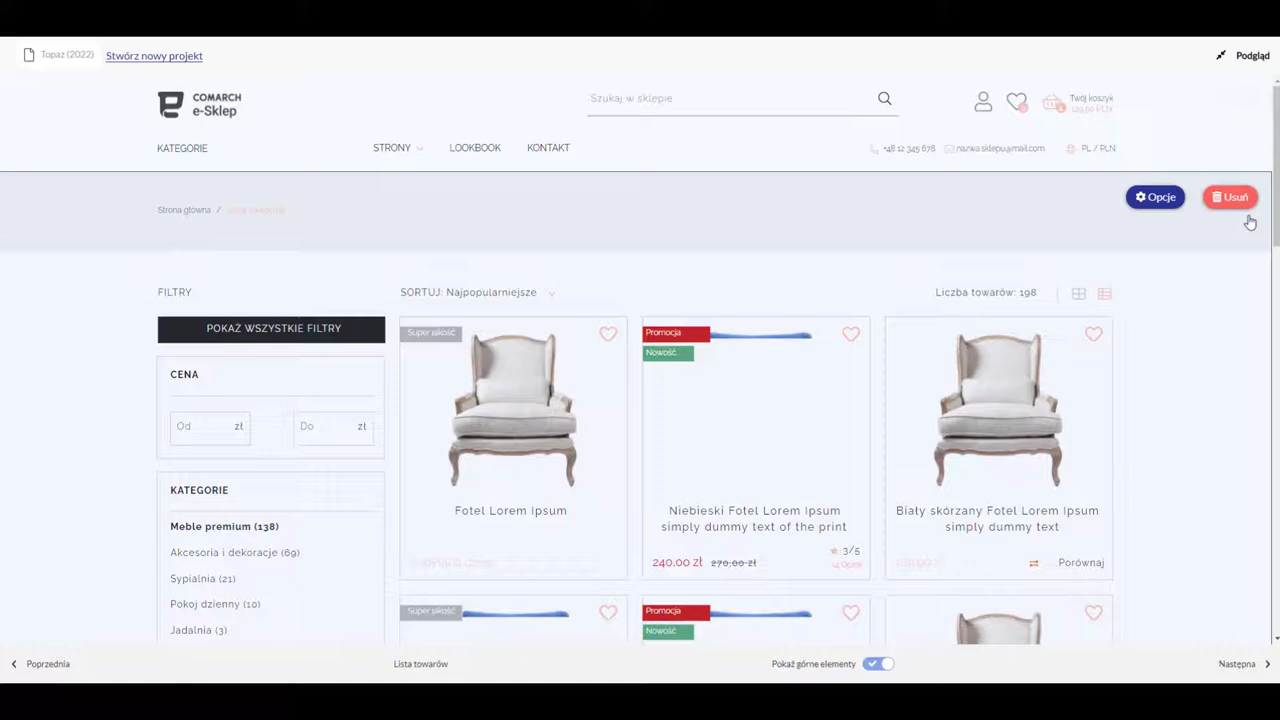 Topaz (2022) Stwórz nowy projekt Podgląd
COMARCH
e-Sklep
Szukaj w sklepie
Twój koszyk
KATEGORIE STRONY LOOKBOOK KONTAKT +48 12 345 678 nazwa.sklepu@mail.com PL / PLN
Opcje Usuń
Strona główna /
FILTRY SORTUJ: Najpopularniejsze Liczba towarów: 198
POKAŻ WSZYSTKIE FILTRY
CENA
Od zł Do zł
KATEGORIE
Meble premium (138)
Akcesoria i dekoracje (69)
Sypialnia (21)
Pokój dzienny (10)
Jadalnia (3)
Super jakość
Fotel Lorem Ipsum
Promocja
Nowość
Niebieski Fotel Lorem Ipsum
simply dummy text of the print
240,00 zł 270,00 zł 3/5
Biały skórzany Fotel Lorem Ipsum
simply dummy text
Porównaj
Super jakość
Promocja
Nowość
Poprzednia Lista towarów Pokaż górne elementy Następna